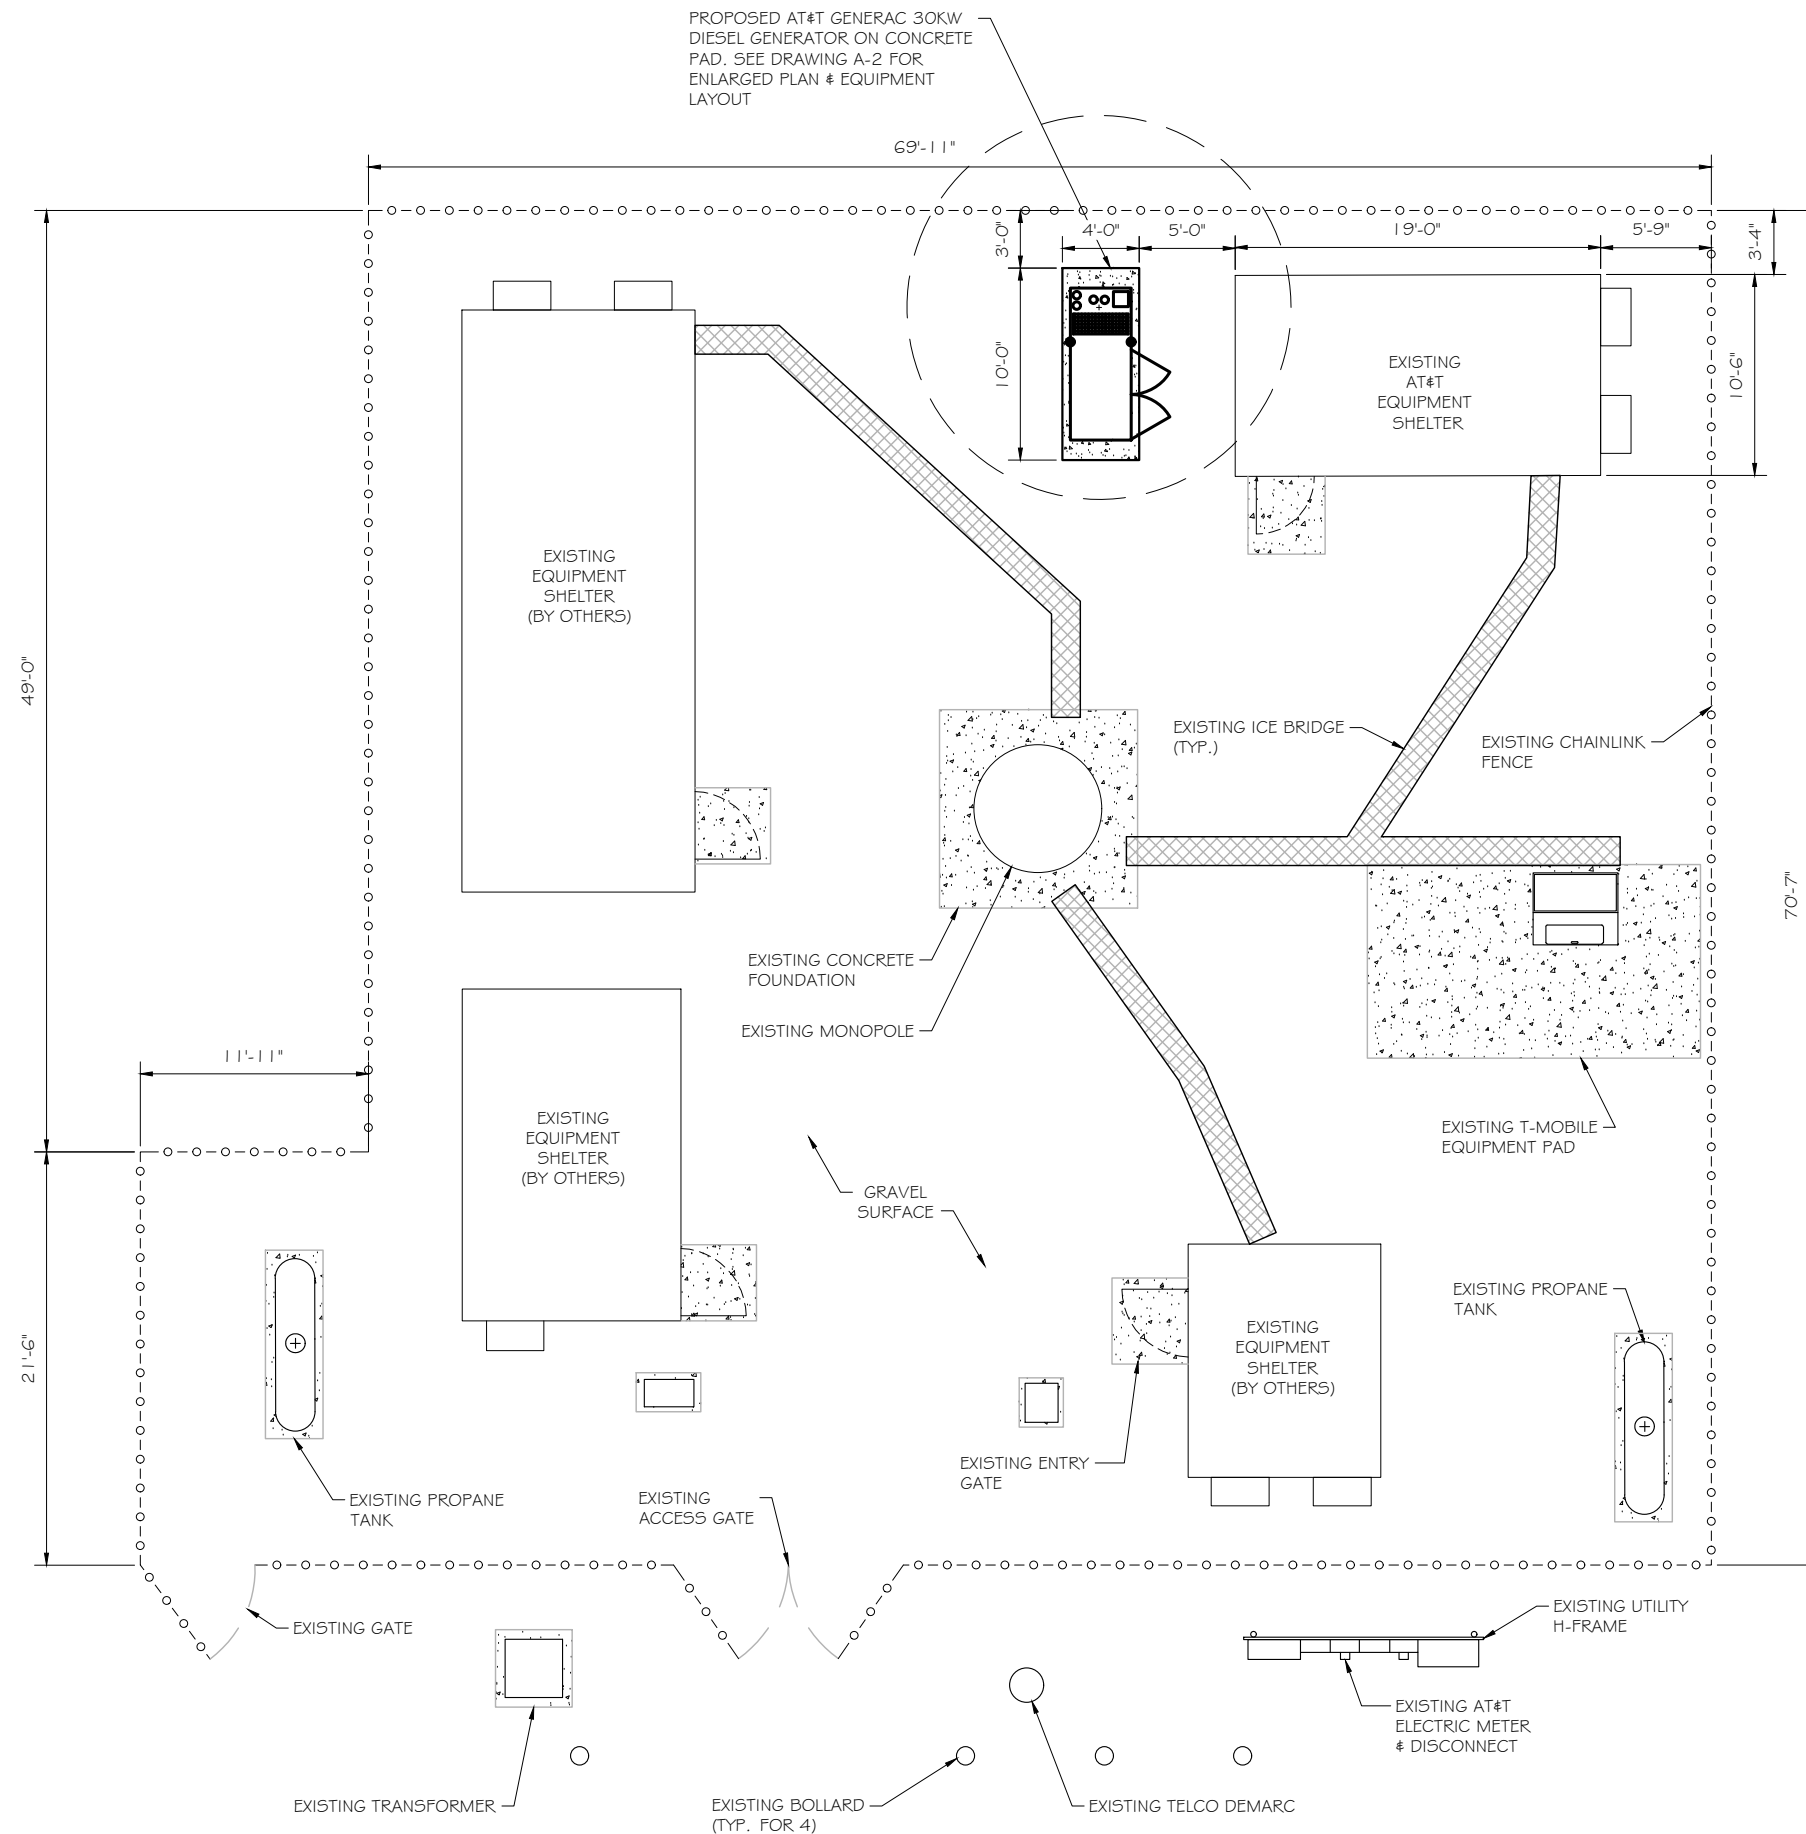 PROPOSED AT&T GENERAC 30KW
DIESEL GENERATOR ON CONCRETE
PAD. SEE DRAWING A-2 FOR
ENLARGED PLAN & EQUIPMENT
LAYOUT
69'-11"
3'-0"
4'-0"
5'-0"
19'-0"
5'-9"
3'-4"
10'-0"
10'-6"
EXISTING
AT&T
EQUIPMENT
SHELTER
EXISTING
EQUIPMENT
SHELTER
(BY OTHERS)
49'-0"
EXISTING ICE BRIDGE
(TYP.)
EXISTING CHAINLINK
FENCE
70'-7"
EXISTING CONCRETE
FOUNDATION
EXISTING MONOPOLE
11'-11"
EXISTING
EQUIPMENT
SHELTER
(BY OTHERS)
EXISTING T-MOBILE
EQUIPMENT PAD
GRAVEL
SURFACE
21'-6"
EXISTING PROPANE
TANK
EXISTING
EQUIPMENT
SHELTER
(BY OTHERS)
EXISTING ENTRY
GATE
EXISTING PROPANE
TANK
EXISTING
ACCESS GATE
EXISTING GATE
EXISTING UTILITY
H-FRAME
EXISTING AT&T
ELECTRIC METER
& DISCONNECT
EXISTING TRANSFORMER
EXISTING BOLLARD
(TYP. FOR 4)
EXISTING TELCO DEMARC